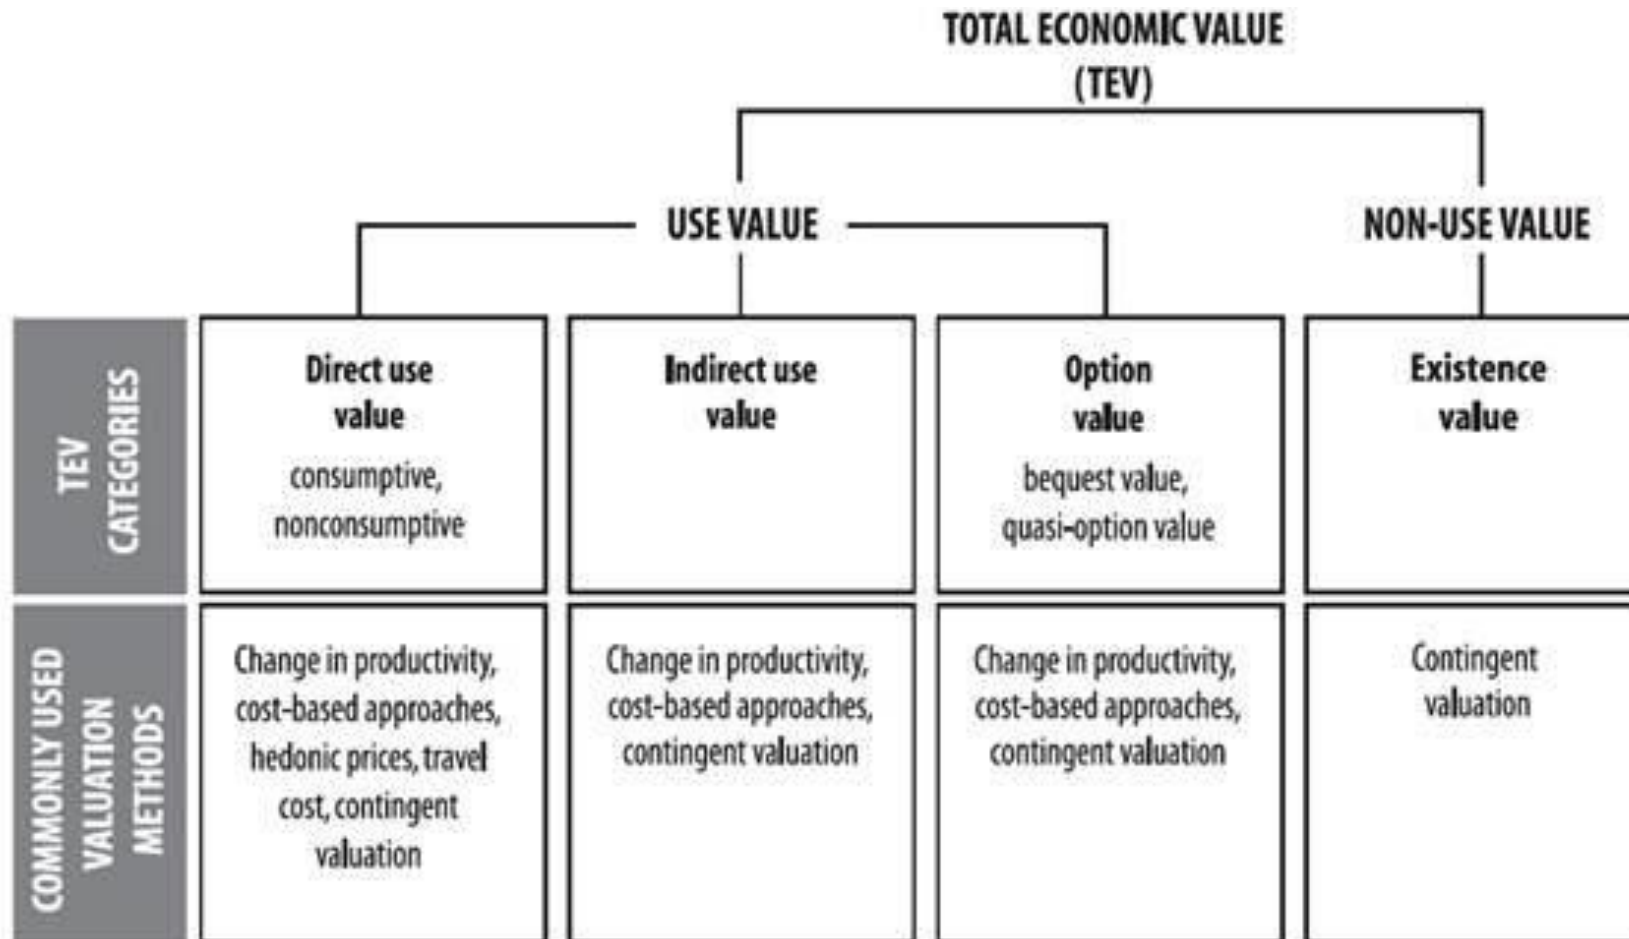 TOTAL ECONOMIC VALUE
(TEV)
USE VALUE
NON-USE VALUE
TEV
CATEGORIES
Direct use
value
consumptive,
nonconsumptive
Indirect use
value
Option
value
bequest value,
quasi-option value
Existence
value
COMMONLY USED
VALUATION
METHODS
Change in productivity,
cost-based approaches,
hedonic prices, travel
cost, contingent
valuation
Change in productivity,
cost-based approaches,
contingent valuation
Change in productivity,
cost-based approaches,
contingent valuation
Contingent
valuation